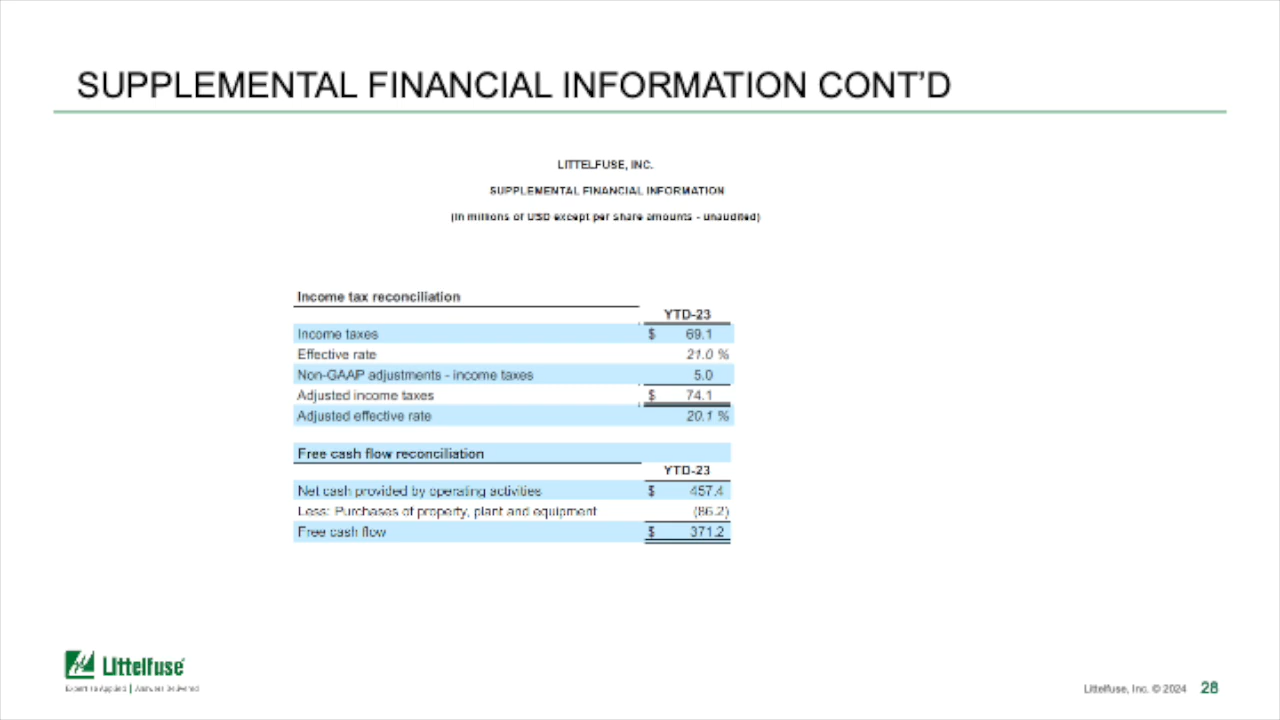 SUPPLEMENTAL FINANCIAL INFORMATION CONT’D
LITTELFUSE, INC.
SUPPLEMENTAL FINANCIAL INFORMATION
(In millions of USD except per share amounts - unaudited)
Income tax reconciliation
YTD-23
Income taxes $ 69.1
Effective rate 21.0 %
Non-GAAP adjustments - income taxes 5.0
Adjusted income taxes $ 74.1
Adjusted effective rate 20.1 %
Free cash flow reconciliation
YTD-23
Net cash provided by operating activities $ 457.4
Less: Purchases of property, plant and equipment (86.2)
Free cash flow $ 371.2
Littelfuse
Expertise Applied | Answers Delivered
Littelfuse, Inc. © 2024 28